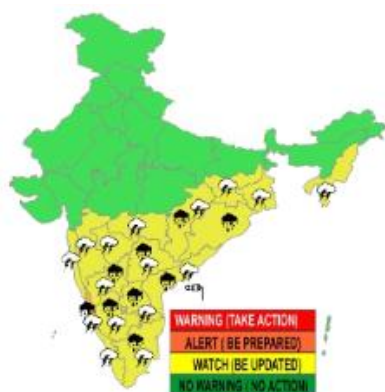 WARNING (TAKE ACTION)
ALERT ( BE PREPARED)
WATCH (BE UPDATED)
NO WARNING ( NO ACTION)